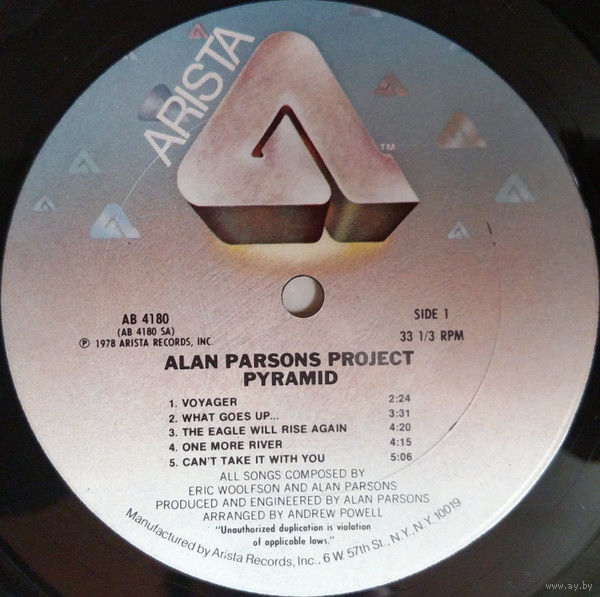 ARISTA
TM
AB 4180
(AB 4180 SA)
℗ 1978 ARISTA RECORDS, INC.
SIDE 1
33 1/3 RPM
ALAN PARSONS PROJECT
PYRAMID
1. VOYAGER 2:24
2. WHAT GOES UP... 3:31
3. THE EAGLE WILL RISE AGAIN 4:20
4. ONE MORE RIVER 4:15
5. CAN'T TAKE IT WITH YOU 5:06
ALL SONGS COMPOSED BY
ERIC WOOLFSON AND ALAN PARSONS
PRODUCED AND ENGINEERED BY ALAN PARSONS
ARRANGED BY ANDREW POWELL
"Unauthorized duplication is violation
of applicable laws."
Manufactured by Arista Records, Inc., 6 W. 57th St., N.Y., N.Y. 10019
www.ay.by